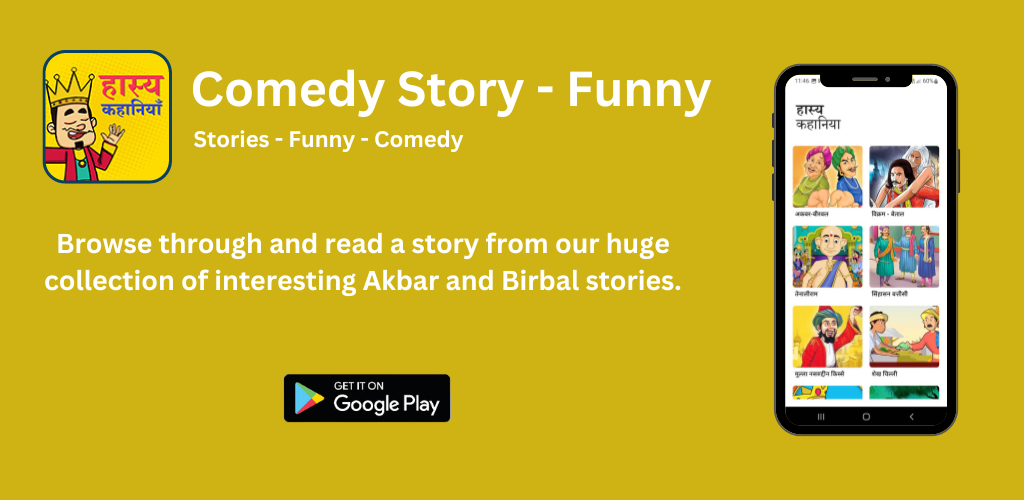 हास्य
कहानियाँ
Comedy Story - Funny
Stories - Funny - Comedy
Browse through and read a story from our huge
collection of interesting Akbar and Birbal stories.
GET IT ON
Google Play
11:46
60%
हास्य
कहानिया
अकबर-बीरबल
विक्रम - बेताल
तेनालीराम
सिंहासन बत्तीसी
मुल्ला नसरुद्दीन किस्से
शेख चिल्ली